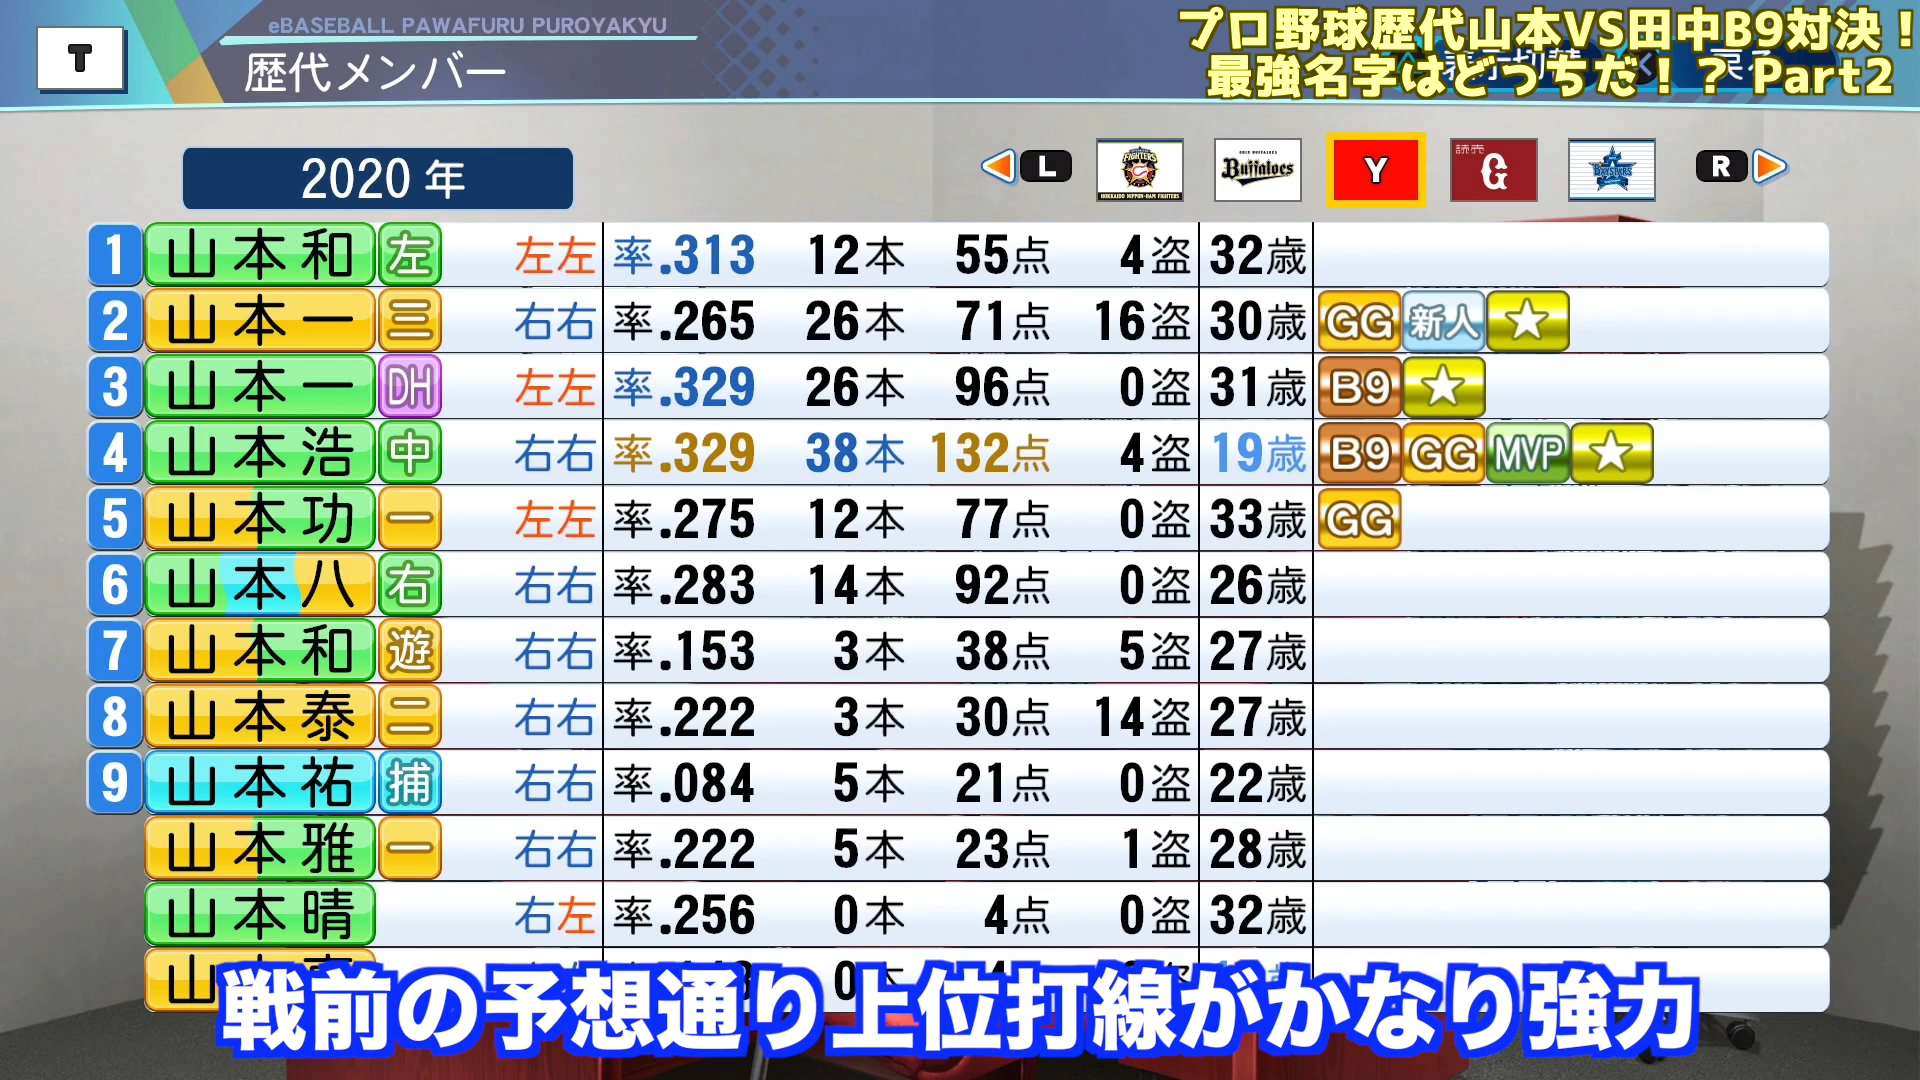 eBASEBALL PAWAFURU PUROYAKYU
T
歴代メンバー
プロ野球歴代山本VS田中B9対決！
最強名字はどっちだ！？ Part2
2020 年
L
FIGHTERS
HOKKAIDO NIPPON-HAM FIGHTERS
ORIX BUFFALOES
Buffaloes
Y
読売
G
BAYSTARS
R
1 山本和 左 左左 率.313 12本 55点 4盗 32歳
2 山本一 三 右右 率.265 26本 71点 16盗 30歳 GG 新人 ★
3 山本一 DH 左左 率.329 26本 96点 0盗 31歳 B9 ★
4 山本浩 中 右右 率.329 38本 132点 4盗 19歳 B9 GG MVP ★
5 山本功 一 左左 率.275 12本 77点 0盗 33歳 GG
6 山本八 右 右右 率.283 14本 92点 0盗 26歳
7 山本和 遊 右右 率.153 3本 38点 5盗 27歳
8 山本泰 二 右右 率.222 3本 30点 14盗 27歳
9 山本祐 捕 右右 率.084 5本 21点 0盗 22歳
山本雅 一 右右 率.222 5本 23点 1盗 28歳
山本晴 右左 率.256 0本 4点 0盗 32歳
山
戦前の予想通り上位打線がかなり強力